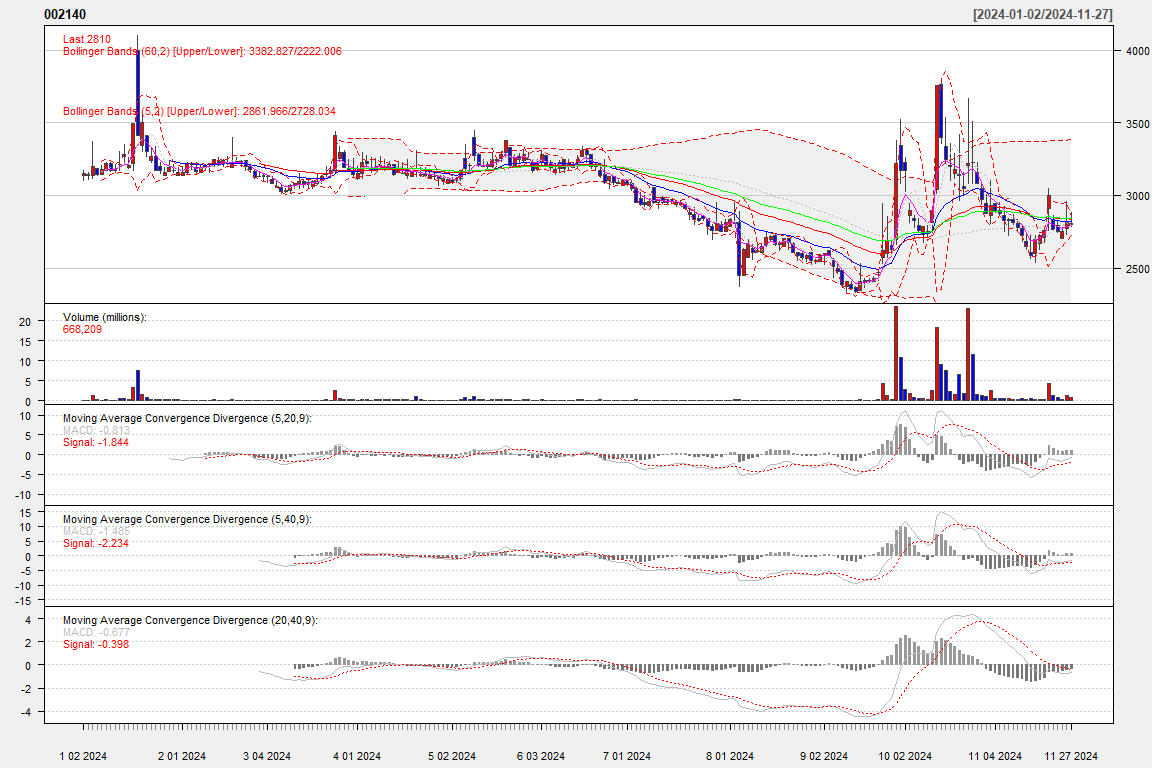 002140 [2024-01-02/2024-11-27]
Last 2810
Bollinger Bands (60,2) [Upper/Lower]: 3382.827/2222.006
Bollinger Bands (5,2) [Upper/Lower]: 2861.966/2728.034
4000
3500
3000
2500
Volume (millions):
668,209
20
15
10
5
0
Moving Average Convergence Divergence (5,20,9):
MACD: -0.813
Signal: -1.844
10
5
0
-5
-10
Moving Average Convergence Divergence (5,40,9):
MACD: -1.485
Signal: -2.234
15
10
5
0
-5
-10
-15
Moving Average Convergence Divergence (20,40,9):
MACD: -0.677
Signal: -0.398
4
2
0
-2
-4
1 02 2024 2 01 2024 3 04 2024 4 01 2024 5 02 2024 6 03 2024 7 01 2024 8 01 2024 9 02 2024 10 02 2024 11 04 2024 11 27 2024